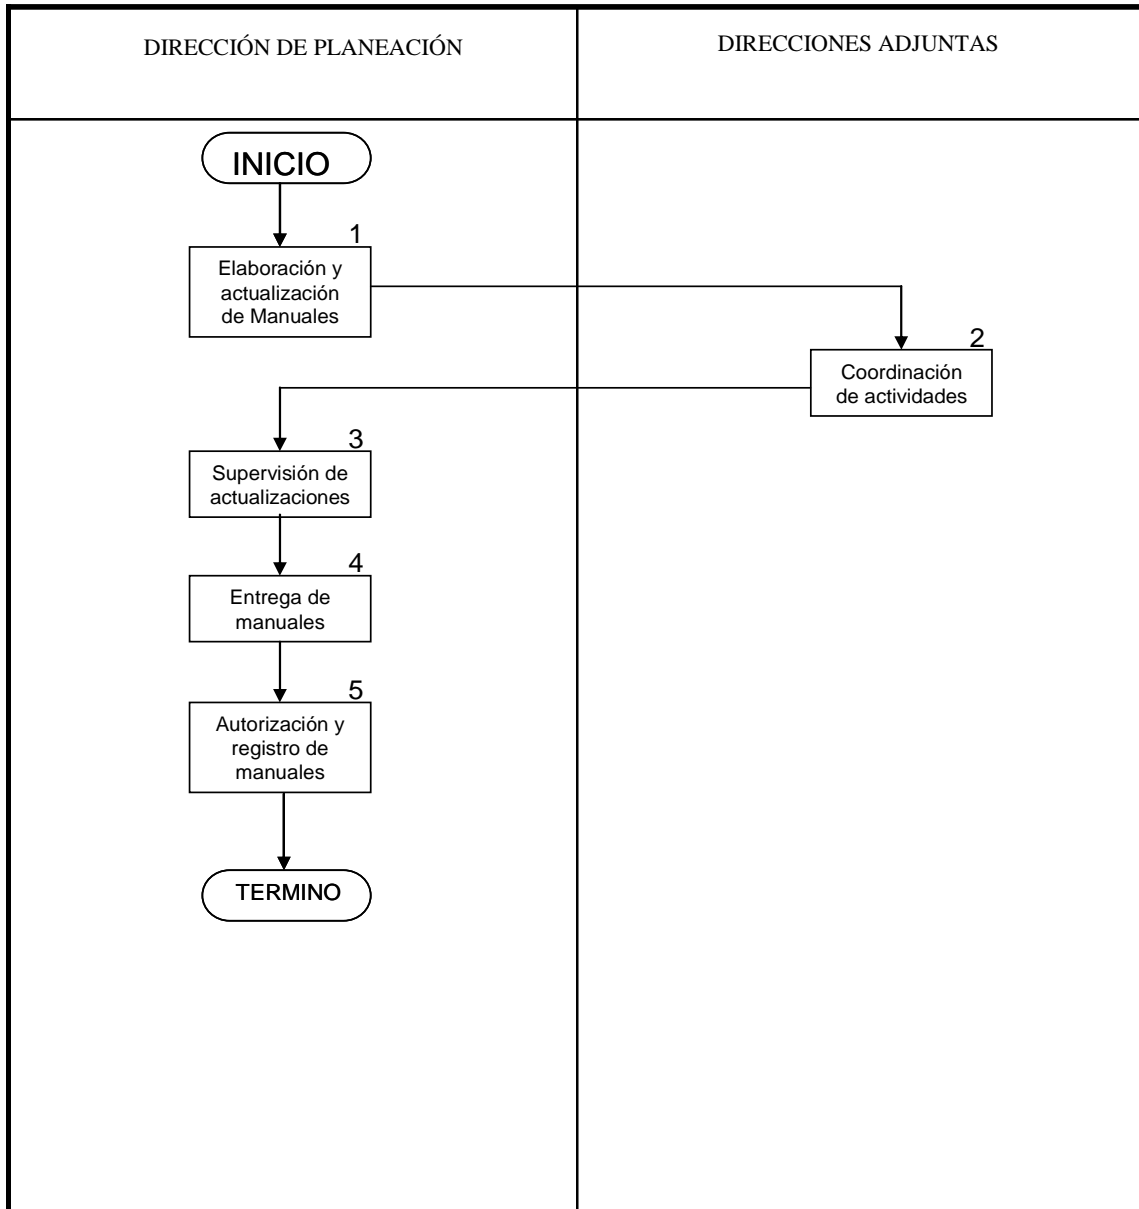 DIRECCIÓN DE PLANEACIÓN
DIRECCIONES ADJUNTAS
INICIO
1
Elaboración y
actualización
de Manuales
2
Coordinación
de actividades
3
Supervisión de
actualizaciones
4
Entrega de
manuales
5
Autorización y
registro de
manuales
TERMINO